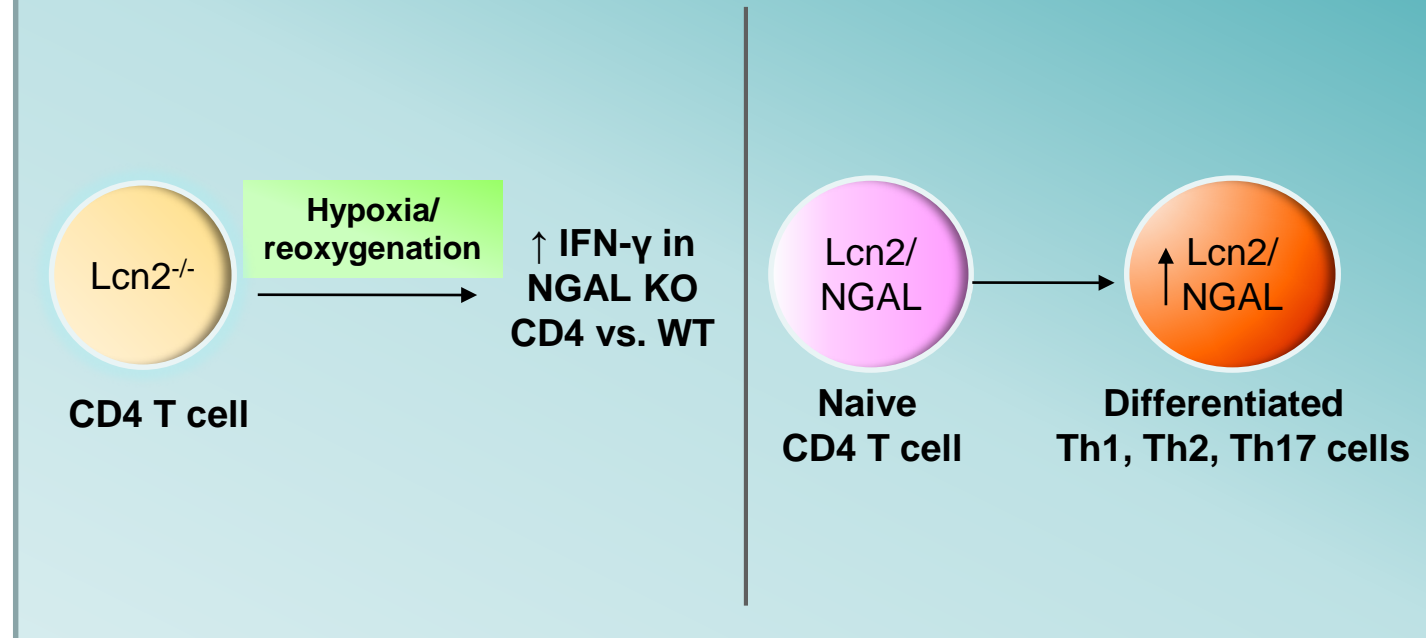 Lcn2-/-
CD4 T cell
Hypoxia/
reoxygenation
↑ IFN-γ in
NGAL KO
CD4 vs. WT
Lcn2/
NGAL
Naive
CD4 T cell
↑ Lcn2/
NGAL
Differentiated
Th1, Th2, Th17 cells